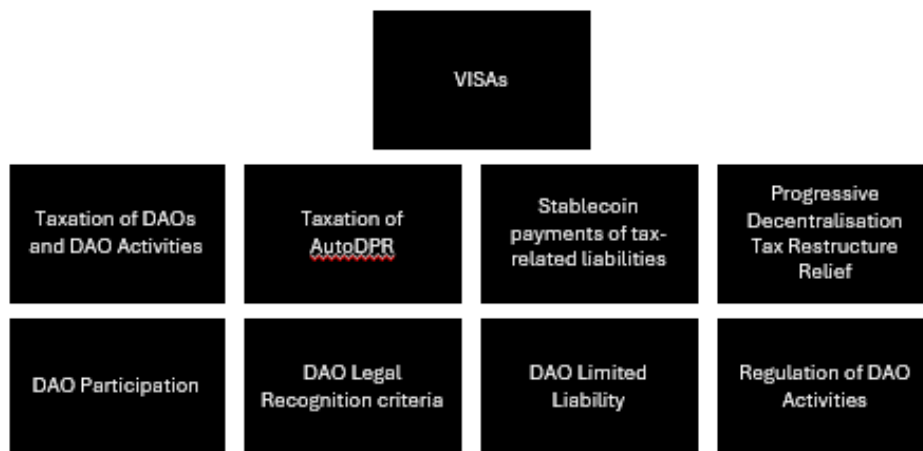 VISAs
Taxation of DAOs
and DAO Activities
Taxation of
AutoDPR
Stablecoin
payments of tax-
related liabilities
Progressive
Decentralisation
Tax Restructure
Relief
DAO Participation
DAO Legal
Recognition criteria
DAO Limited
Liability
Regulation of DAO
Activities